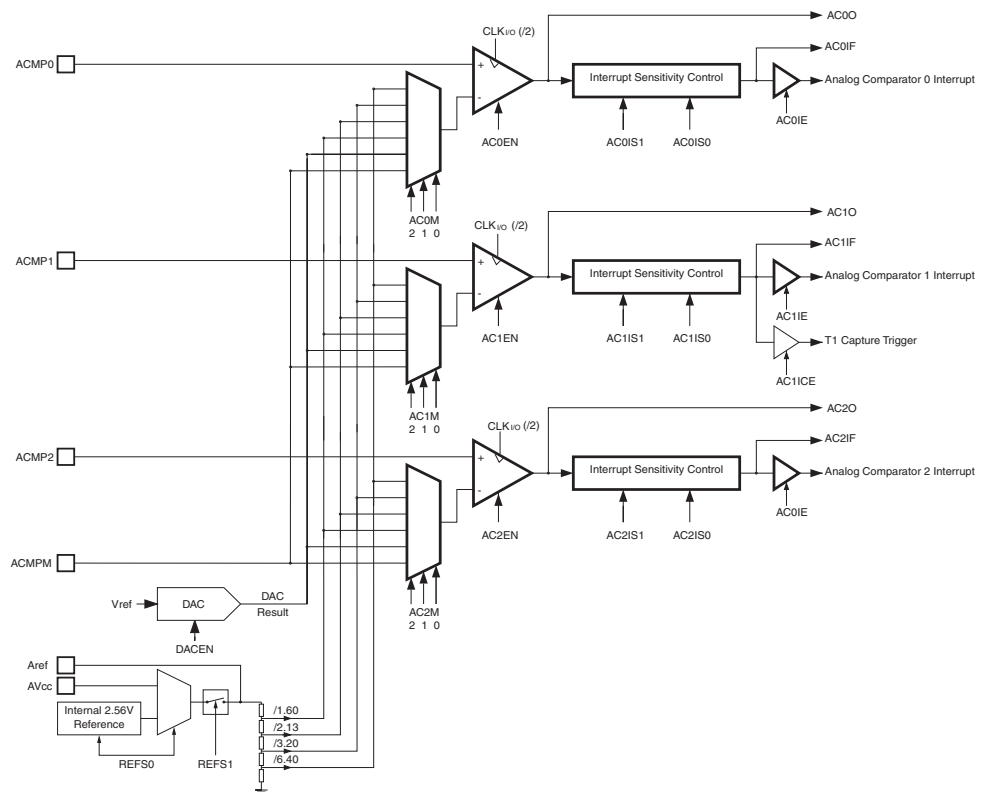 CLKI/O (/2)
AC0O
AC0IF
ACMP0
+
-
Interrupt Sensitivity Control
Analog Comparator 0 Interrupt
AC0IE
AC0EN
AC0IS1
AC0IS0
AC0M
2 1 0
CLKI/O (/2)
AC1O
AC1IF
ACMP1
+
-
Interrupt Sensitivity Control
Analog Comparator 1 Interrupt
AC1IE
AC1EN
AC1IS1
AC1IS0
T1 Capture Trigger
AC1ICE
AC1M
2 1 0
CLKI/O (/2)
AC2O
AC2IF
ACMP2
+
-
Interrupt Sensitivity Control
Analog Comparator 2 Interrupt
AC0IE
AC2EN
AC2IS1
AC2IS0
ACMPM
AC2M
2 1 0
Vref
DAC
DAC
Result
DACEN
Aref
AVcc
Internal 2.56V
Reference
REFS0
REFS1
/1.60
/2.13
/3.20
/6.40